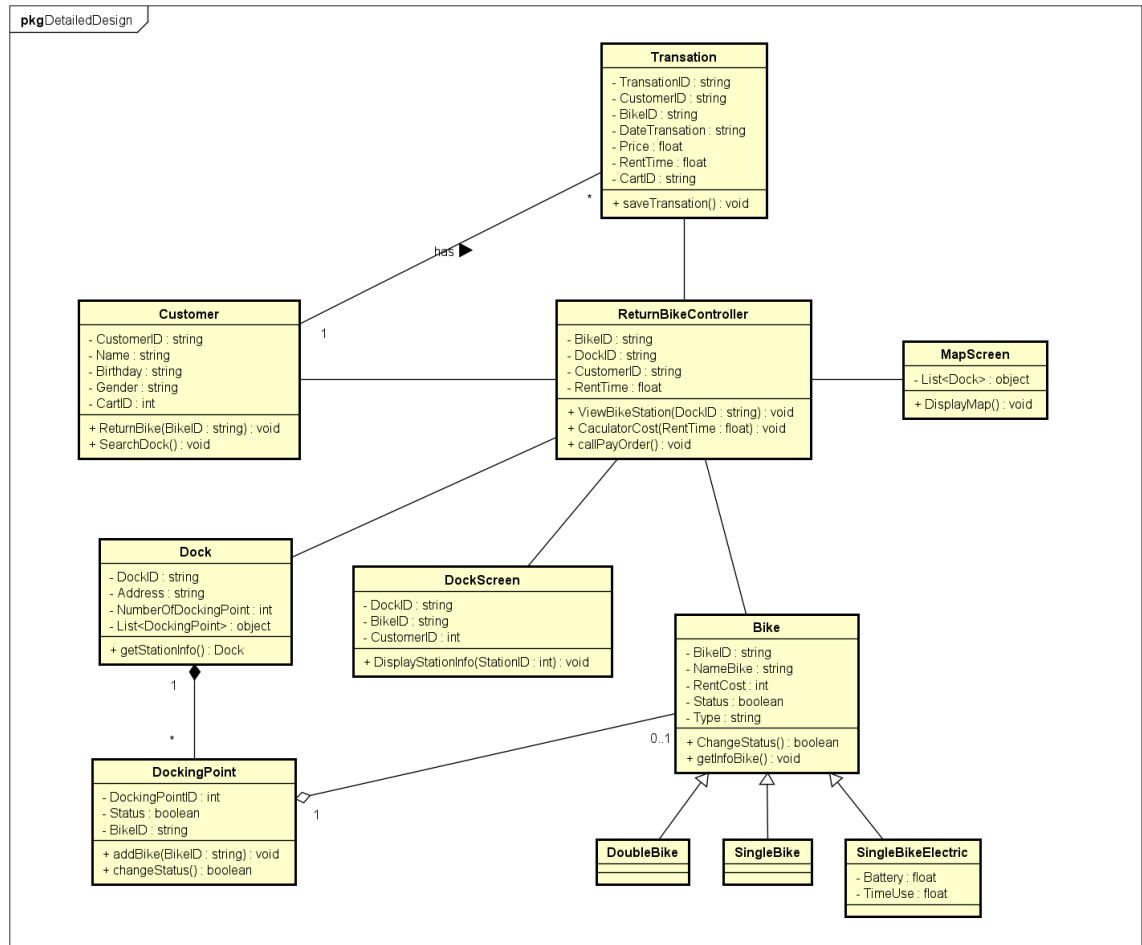 pkg DetailedDesign
Transation
- TransationID : string
- CustomerID : string
- BikeID : string
- DateTransation : string
- Price : float
- RentTime : float
- CartID : string
+ saveTransation() : void
*
has
1
Customer
- CustomerID : string
- Name : string
- Birthday : string
- Gender : string
- CartID : int
+ ReturnBike(BikeID : string) : void
+ SearchDock() : void
ReturnBikeController
- BikeID : string
- DockID : string
- CustomerID : string
- RentTime : float
+ ViewBikeStation(DockID : string) : void
+ CaculatorCost(RentTime : float) : void
+ callPayOrder() : void
MapScreen
- List<Dock> : object
+ DisplayMap() : void
Dock
- DockID : string
- Address : string
- NumberOfDockingPoint : int
- List<DockingPoint> : object
+ getStationInfo() : Dock
1
*
DockScreen
- DockID : string
- BikeID : string
- CustomerID : int
+ DisplayStationInfo(StationID : int) : void
Bike
- BikeID : string
- NameBike : string
- RentCost : int
- Status : boolean
- Type : string
+ ChangeStatus() : boolean
+ getInfoBike() : void
0..1
1
DockingPoint
- DockingPointID : int
- Status : boolean
- BikeID : string
+ addBike(BikeID : string) : void
+ changeStatus() : boolean
DoubleBike
SingleBike
SingleBikeElectric
- Battery : float
- TimeUse : float